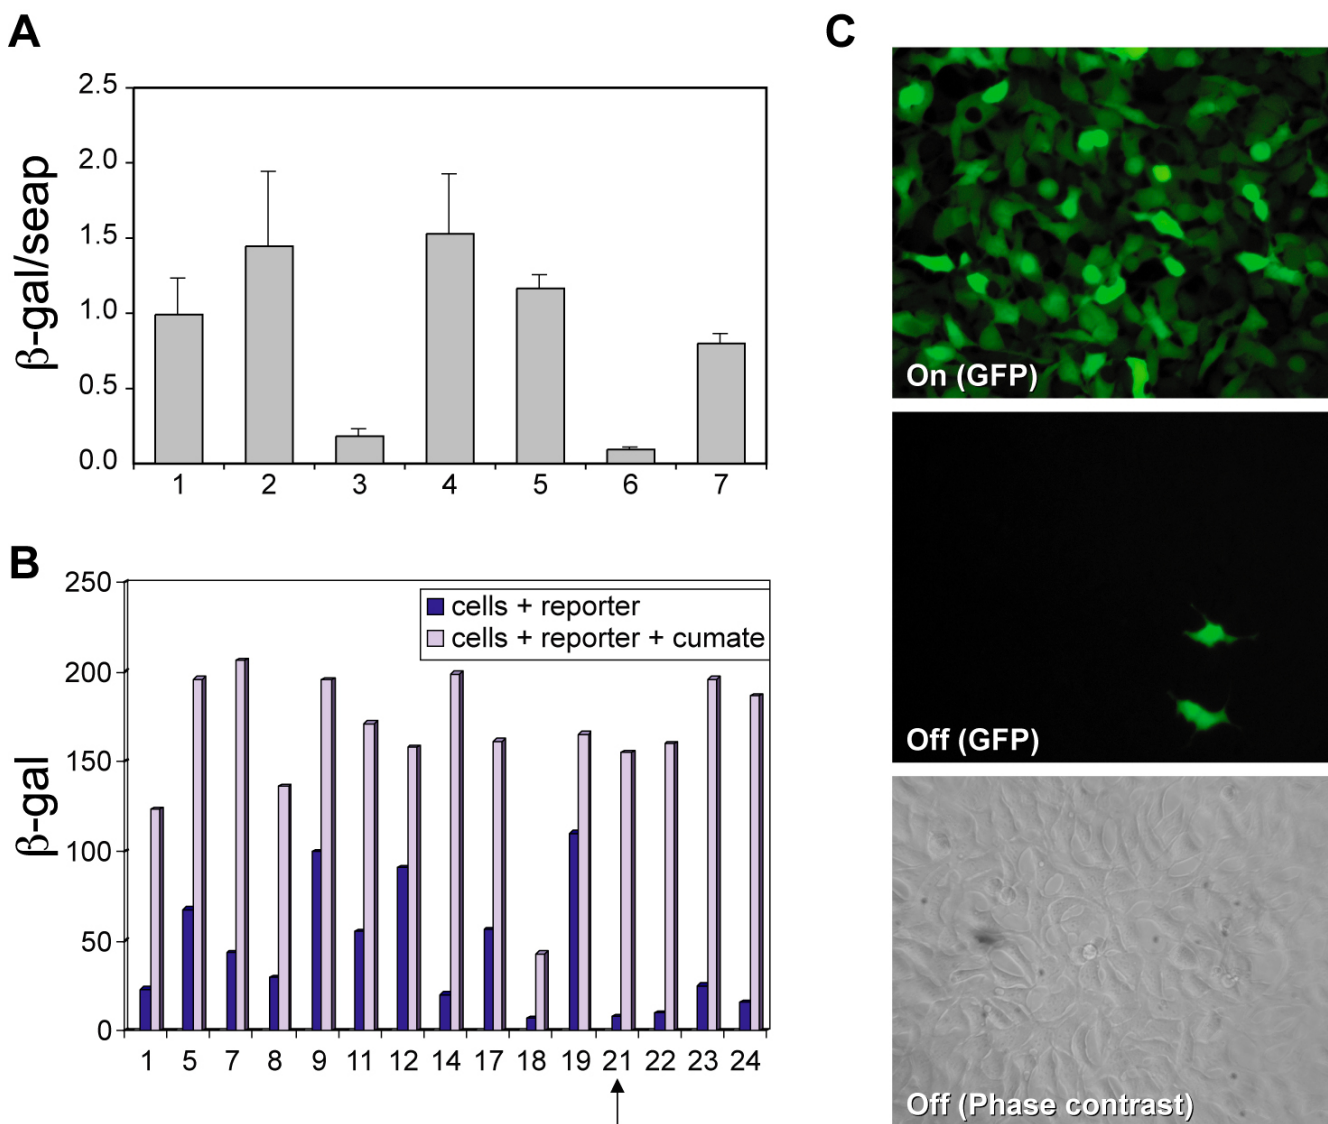 A
2.5
2.0
1.5
1.0
0.5
0.0
β-gal/seap
1 2 3 4 5 6 7
B
250
200
150
100
50
0
β-gal
cells + reporter
cells + reporter + cumate
1 5 7 8 9 11 12 14 17 18 19 21 22 23 24
C
On (GFP)
Off (GFP)
Off (Phase contrast)